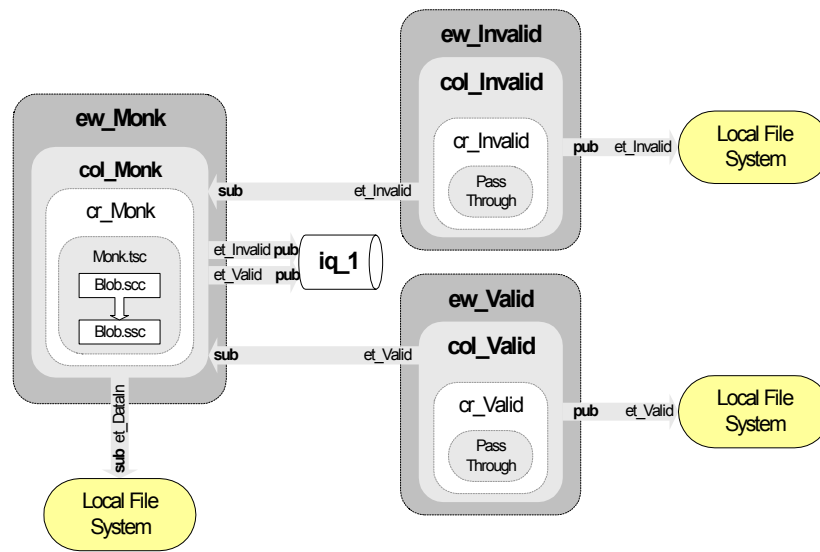 ew_Monk
col_Monk
cr_Monk
Monk.tsc
Blob.scc
Blob.ssc
sub et_DataIn
Local File
System
sub et_Invalid
et_Invalid pub
et_Valid pub
iq_1
sub et_Valid
ew_Invalid
col_Invalid
cr_Invalid
Pass
Through
pub et_Invalid
Local File
System
ew_Valid
col_Valid
cr_Valid
Pass
Through
pub et_Valid
Local File
System